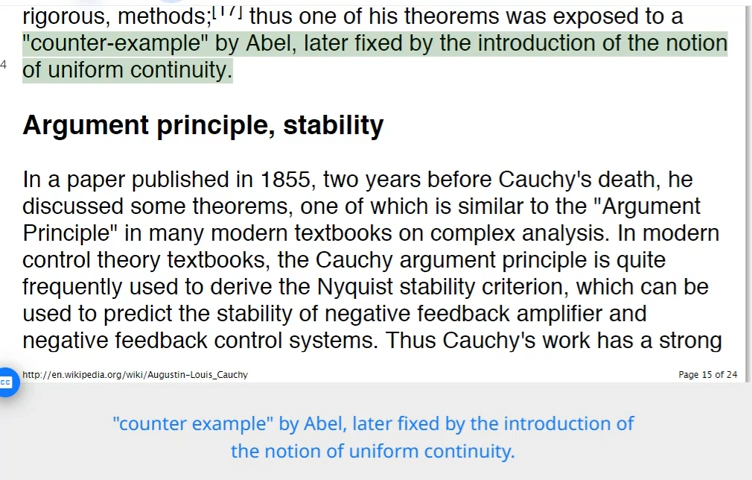 rigorous, methods;[17] thus one of his theorems was exposed to a
"counter-example" by Abel, later fixed by the introduction of the notion
4
of uniform continuity.
Argument principle, stability
In a paper published in 1855, two years before Cauchy's death, he
discussed some theorems, one of which is similar to the "Argument
Principle" in many modern textbooks on complex analysis. In modern
control theory textbooks, the Cauchy argument principle is quite
frequently used to derive the Nyquist stability criterion, which can be
used to predict the stability of negative feedback amplifier and
negative feedback control systems. Thus Cauchy's work has a strong
http://en.wikipedia.org/wiki/Augustin-Louis_Cauchy Page 15 of 24
cc
"counter example" by Abel, later fixed by the introduction of
the notion of uniform continuity.